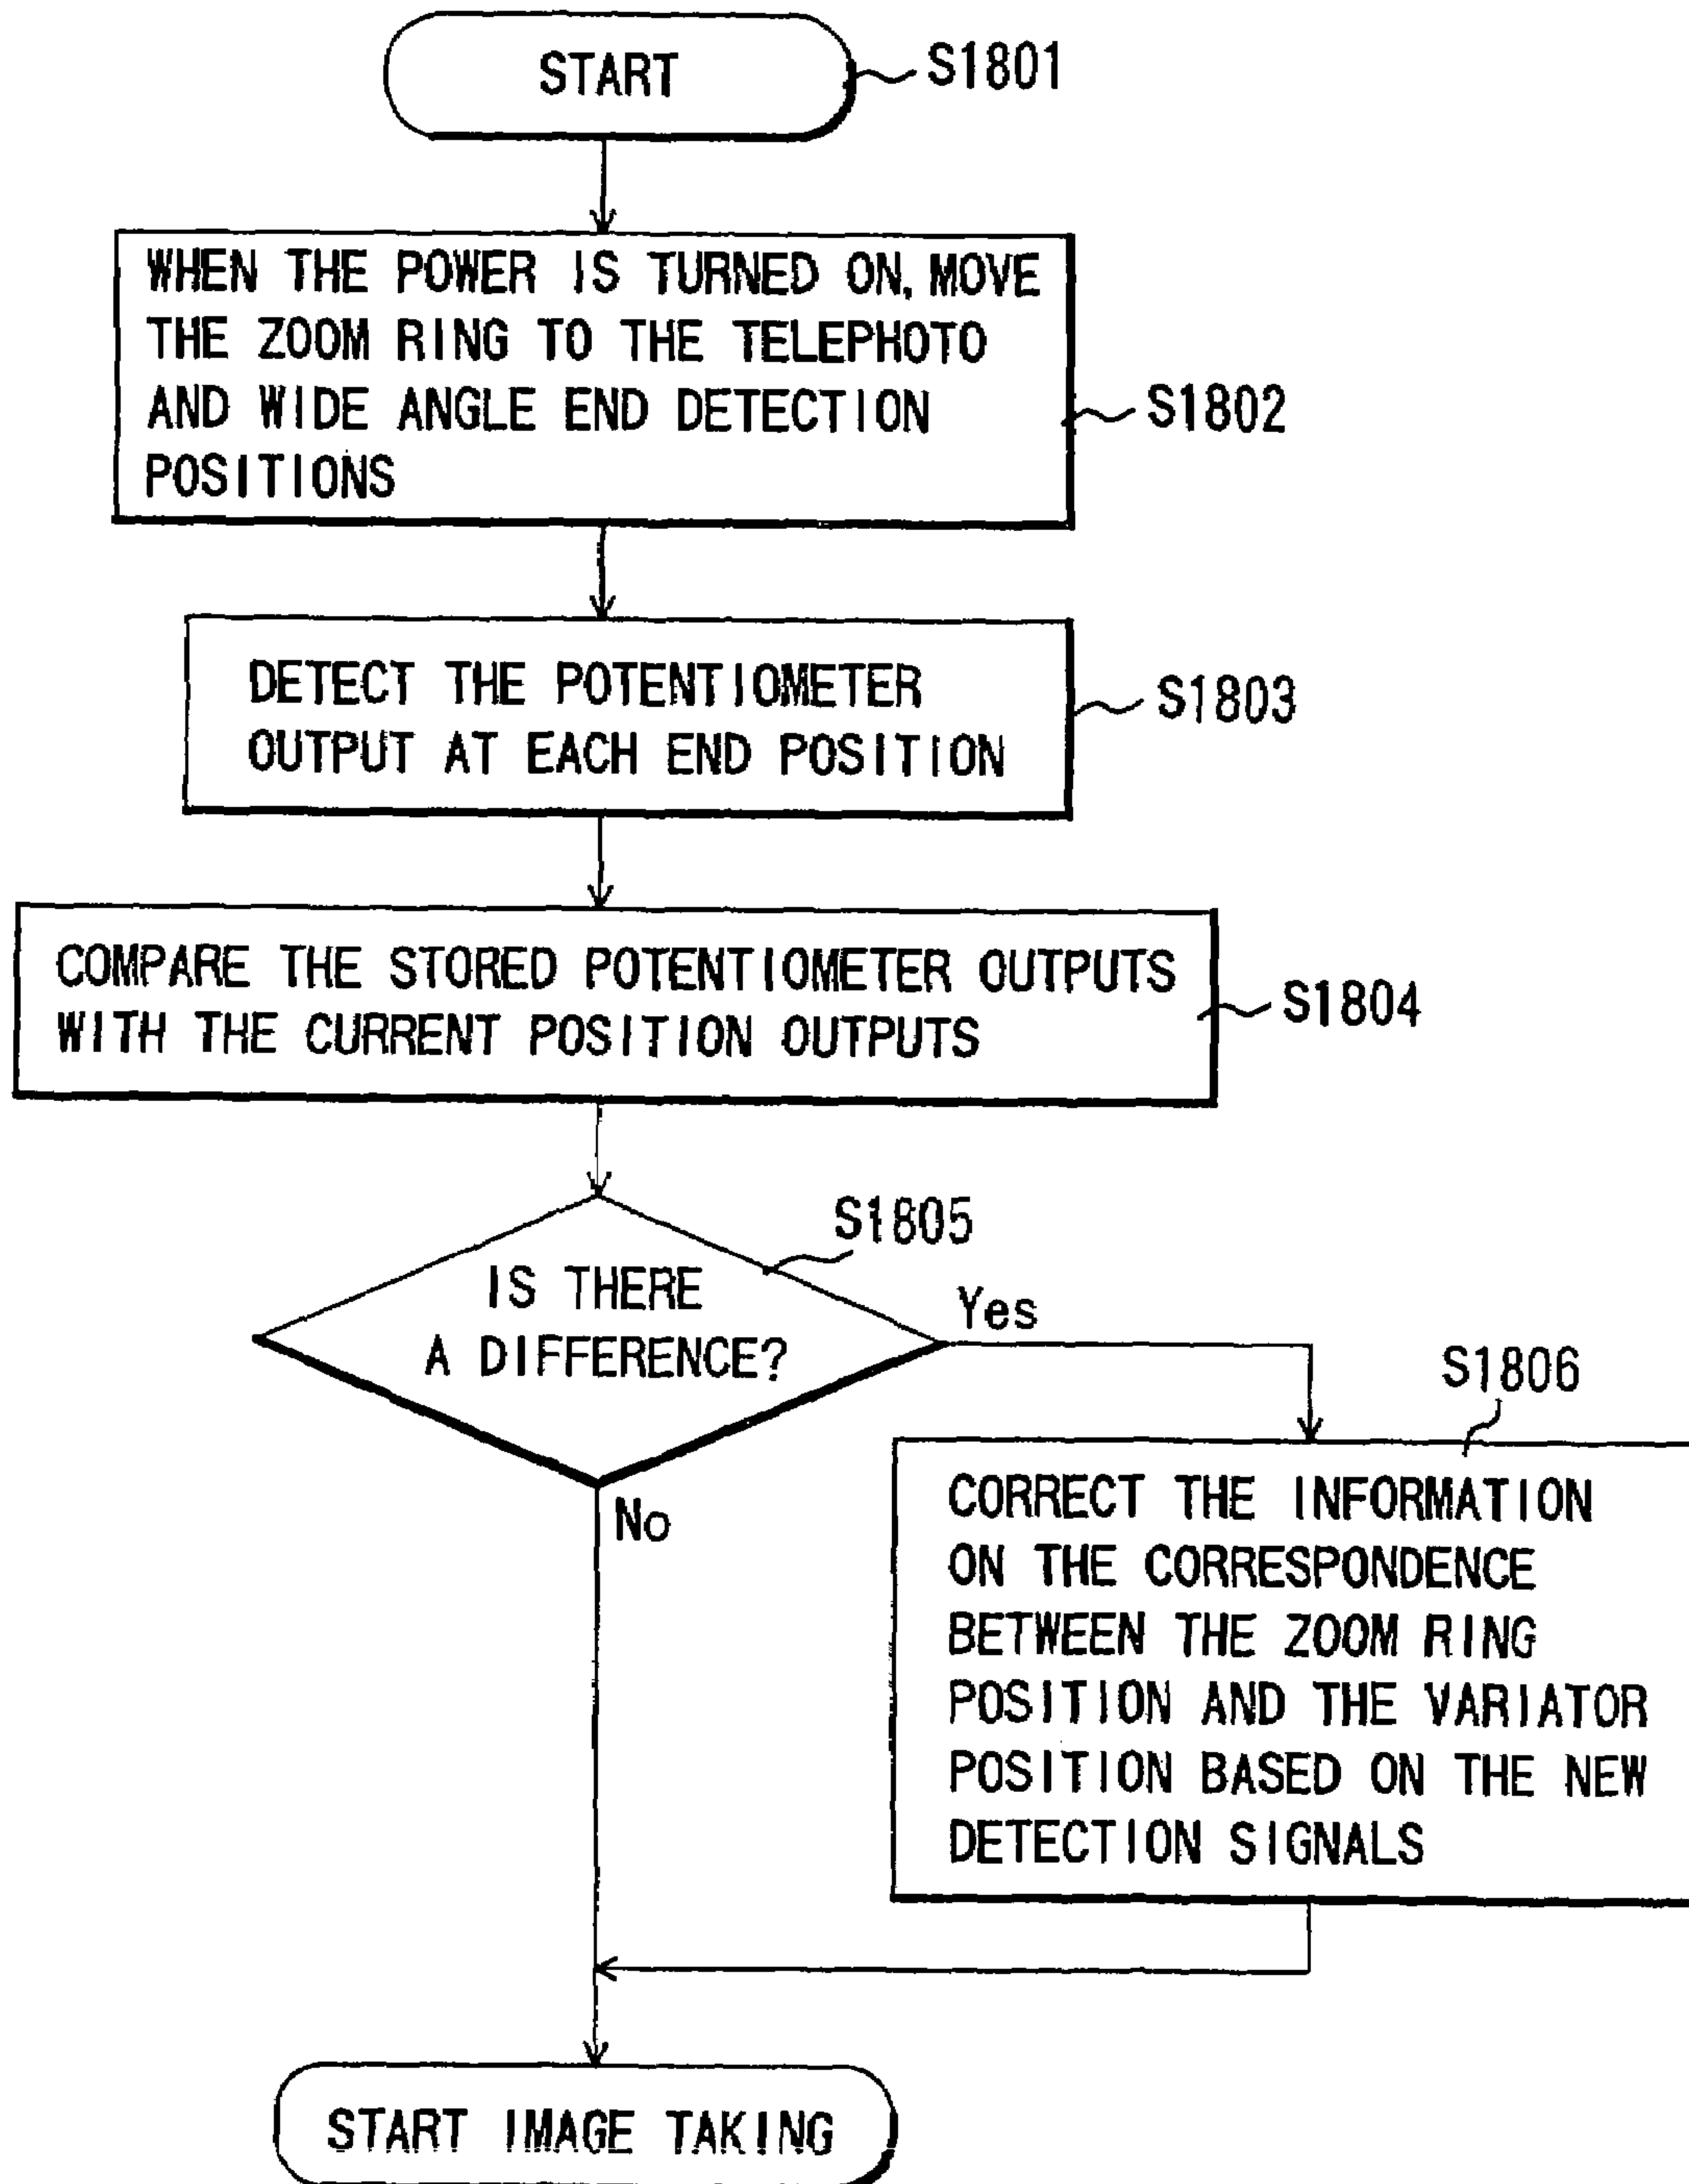 START
S1801
WHEN THE POWER IS TURNED ON, MOVE
THE ZOOM RING TO THE TELEPHOTO
AND WIDE ANGLE END DETECTION
POSITIONS
S1802
DETECT THE POTENTIOMETER
OUTPUT AT EACH END POSITION
S1803
COMPARE THE STORED POTENTIOMETER OUTPUTS
WITH THE CURRENT POSITION OUTPUTS
S1804
S1805
IS THERE
A DIFFERENCE?
Yes
No
S1806
CORRECT THE INFORMATION
ON THE CORRESPONDENCE
BETWEEN THE ZOOM RING
POSITION AND THE VARIATOR
POSITION BASED ON THE NEW
DETECTION SIGNALS
START IMAGE TAKING